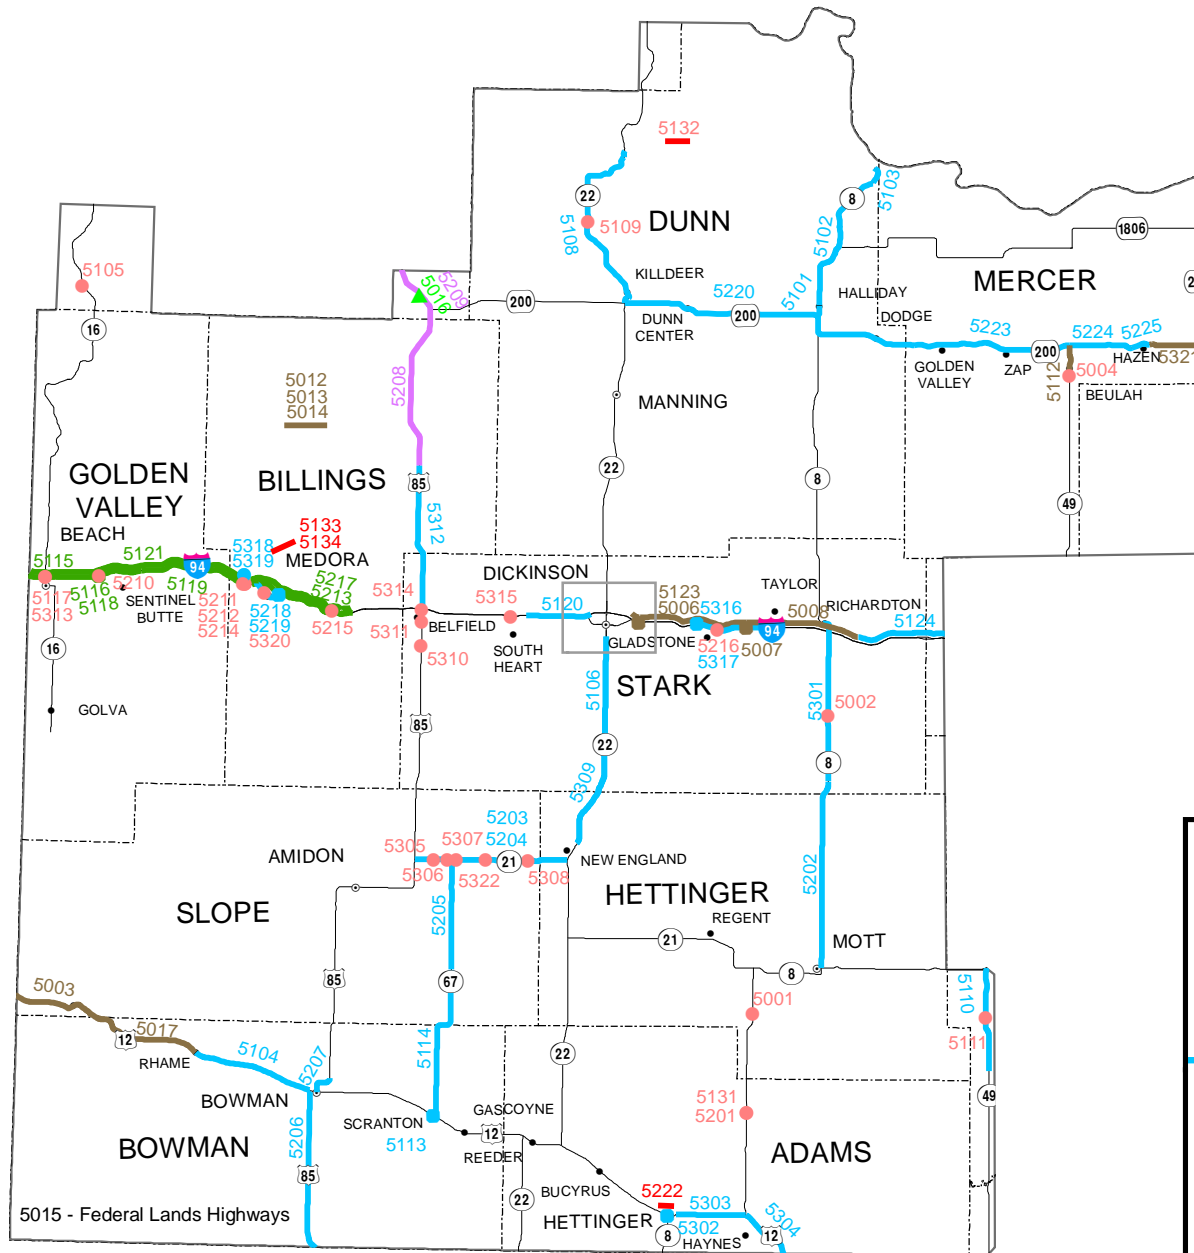 5132
22
DUNN
5108
5109
8
5103
5102
1806
MERCER
5105
16
KILLDEER
5209
5016
200
5220
200
5101
HALLIDAY
DODGE
DUNN
CENTER
5223
5224
5225
200
HAZEN
5321
GOLDEN
VALLEY
ZAP
5112
5004
BEULAH
5012
5013
5014
5208
MANNING
22
8
49
GOLDEN
VALLEY
BEACH
BILLINGS
85
5312
5133
5134
5318
5319
MEDORA
5115
5121
94
5119
5116
5118
5210
5117
5313
SENTINEL
BUTTE
5211
5212
5214
5218
5219
5320
5217
5213
5215
DICKINSON
5314
5311
BELFIELD
5310
5315
5120
SOUTH
HEART
5123
5006
5316
GLADSTONE
5216
5317
TAYLOR
94
5007
5008
RICHARDTON
5124
16
GOLVA
85
5106
STARK
22
5309
5301
5002
8
AMIDON
5305
5307
5203
5204
21
5306
5322
5308
NEW ENGLAND
SLOPE
5205
HETTINGER
REGENT
5202
21
MOTT
8
85
67
5003
5017
12
RHAME
5104
5207
5114
22
5001
5110
5111
BOWMAN
5206
SCRANTON
5113
GASCOYNE
12
REEDER
5131
5201
49
BOWMAN
85
ADAMS
22
BUCYRUS
5222
5303
HETTINGER
5302
8
HAYNES
5304
12
5015 - Federal Lands Highways